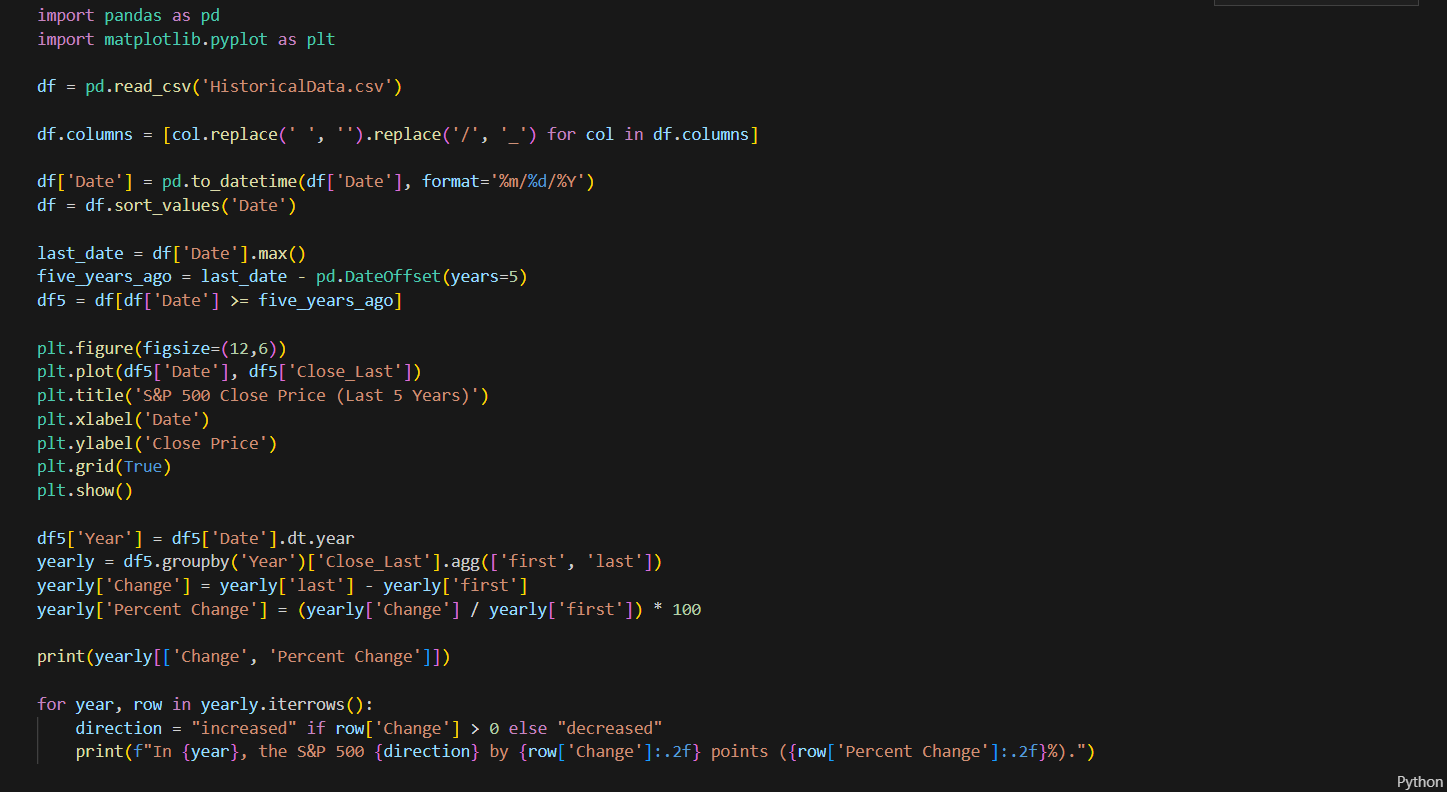 import pandas as pd
import matplotlib.pyplot as plt
df = pd.read_csv('HistoricalData.csv')
df.columns = [col.replace(' ', '').replace('/', '_') for col in df.columns]
df['Date'] = pd.to_datetime(df['Date'], format='%m/%d/%Y')
df = df.sort_values('Date')
last_date = df['Date'].max()
five_years_ago = last_date - pd.DateOffset(years=5)
df5 = df[df['Date'] >= five_years_ago]
plt.figure(figsize=(12,6))
plt.plot(df5['Date'], df5['Close_Last'])
plt.title('S&P 500 Close Price (Last 5 Years)')
plt.xlabel('Date')
plt.ylabel('Close Price')
plt.grid(True)
plt.show()
df5['Year'] = df5['Date'].dt.year
yearly = df5.groupby('Year')['Close_Last'].agg(['first', 'last'])
yearly['Change'] = yearly['last'] - yearly['first']
yearly['Percent Change'] = (yearly['Change'] / yearly['first']) * 100
print(yearly[['Change', 'Percent Change']])
for year, row in yearly.iterrows():
    direction = "increased" if row['Change'] > 0 else "decreased"
    print(f"In {year}, the S&P 500 {direction} by {row['Change']:.2f} points ({row['Percent Change']:.2f}%).")
Python